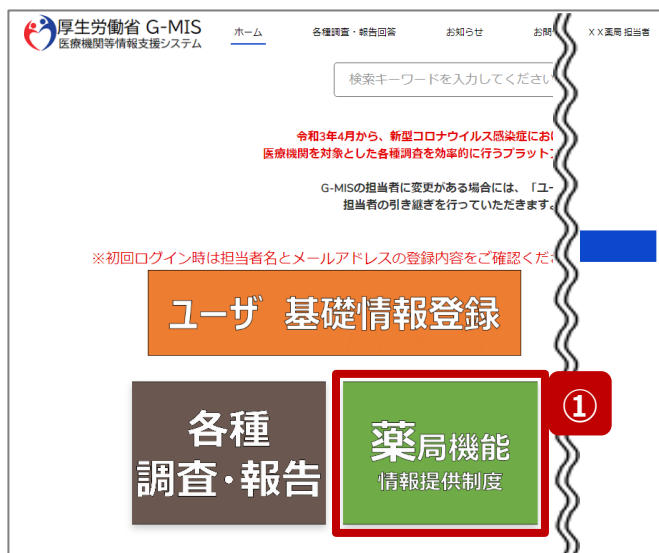 厚生労働省 G-MIS
医療機関等情報支援システム
ホーム
各種調査・報告回答
お知らせ
お問
XX薬局 担当者
検索キーワードを入力してください
令和3年4月から、新型コロナウイルス感染症にお
医療機関を対象とした各種調査を効率的に行うプラット
G-MISの担当者に変更がある場合には、「ユー
担当者の引き継ぎを行っていただきます
※初回ログイン時は担当者名とメールアドレスの登録内容をご確認くだ
ユーザ 基礎情報登録
①
各種
調査・報告
薬局機能
情報提供制度